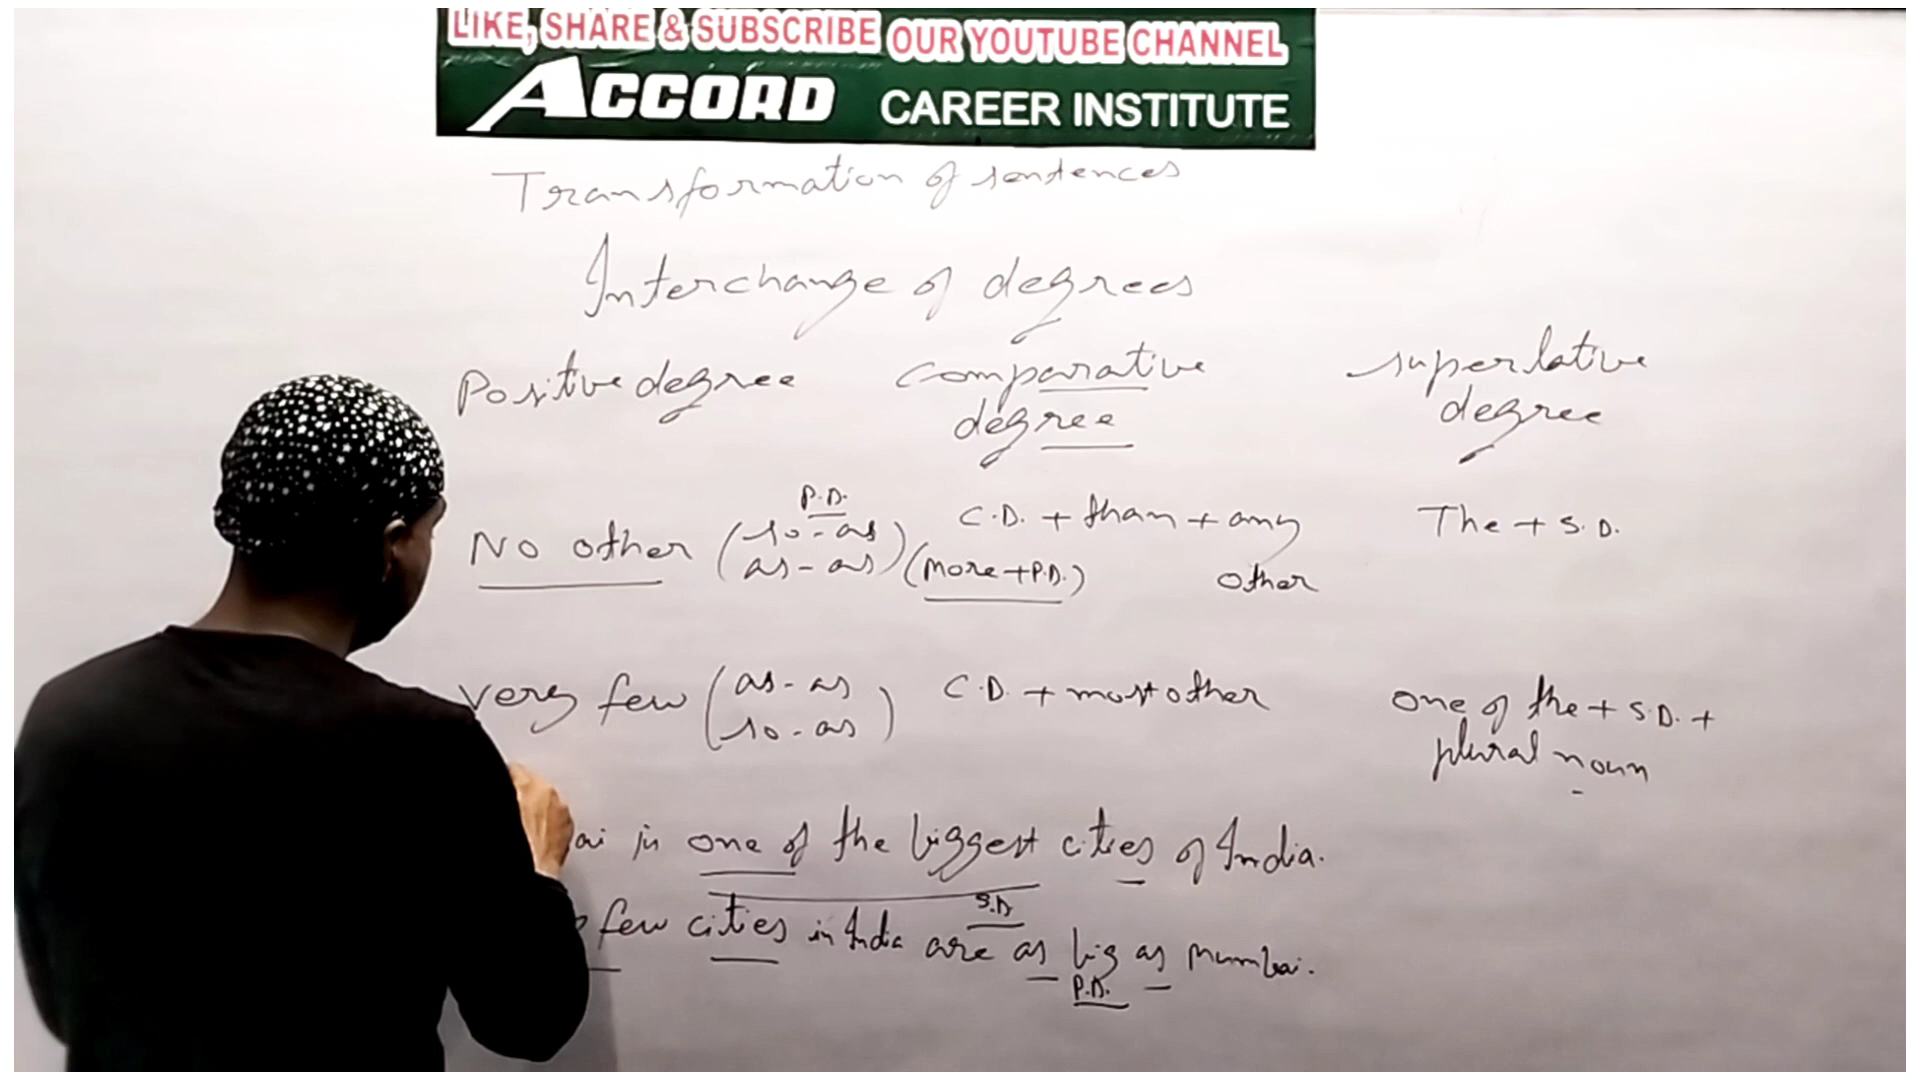 LIKE, SHARE & SUBSCRIBE OUR YOUTUBE CHANNEL
ACCORD CAREER INSTITUTE
Transformation of sentences
Interchange of degrees
Positive degree comparative degree superlative degree
No other (P.D. so-as as-as) C.D. + than + any other (more+P.D.) The + S.D.
Very few (as-as so-as) C.D. + most other one of the + S.D. + plural noun
ai is one of the biggest cities of India.
S.D.
few cities in India are as big as Mumbai.
P.D.